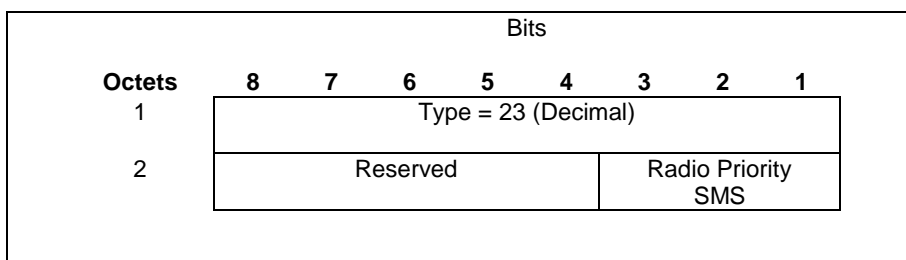 Bits
Octets 8 7 6 5 4 3 2 1
1 Type = 23 (Decimal)
2 Reserved Radio Priority
SMS